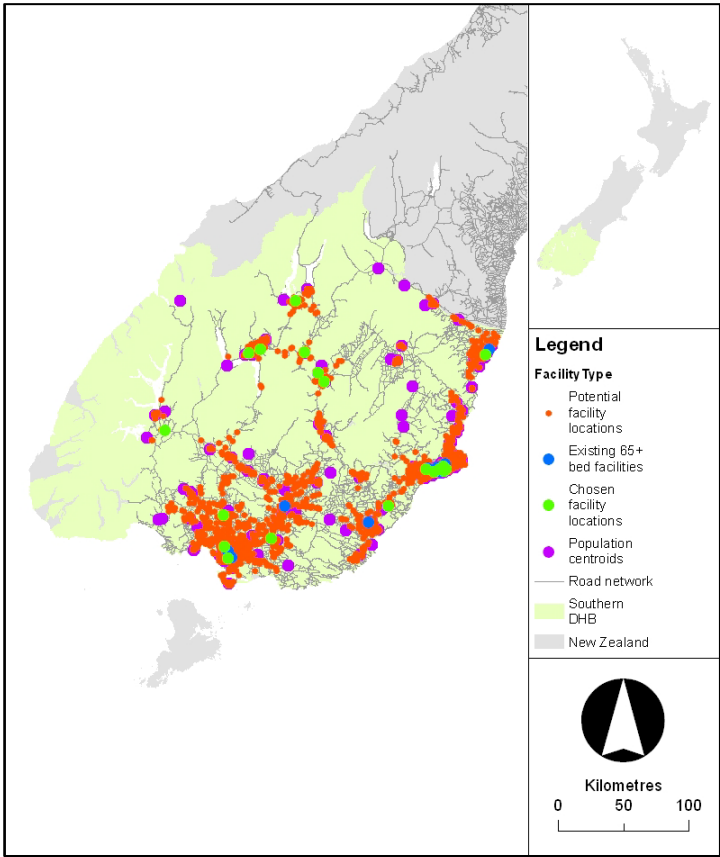 Legend
Facility Type
Potential
facility
locations
Existing 65+
bed facilities
Chosen
facility
locations
Population
centroids
Road network
Southern
DHB
New Zealand
Kilometres
0 50 100